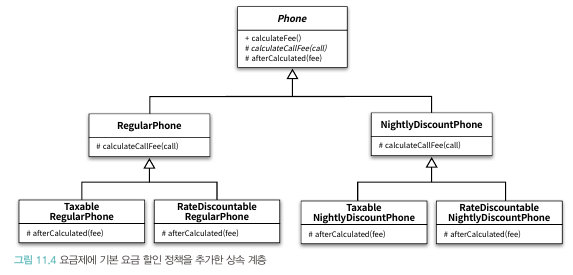 Phone
+ calculateFee()
# calculateCallFee(call)
# afterCalculated(fee)
RegularPhone
# calculateCallFee(call)
NightlyDiscountPhone
# calculateCallFee(call)
Taxable
RegularPhone
# afterCalculated(fee)
RateDiscountable
RegularPhone
# afterCalculated(fee)
Taxable
NightlyDiscountPhone
# afterCalculated(fee)
RateDiscountable
NightlyDiscountPhone
# afterCalculated(fee)
그림 11.4 요금제에 기본 요금 할인 정책을 추가한 상속 계층